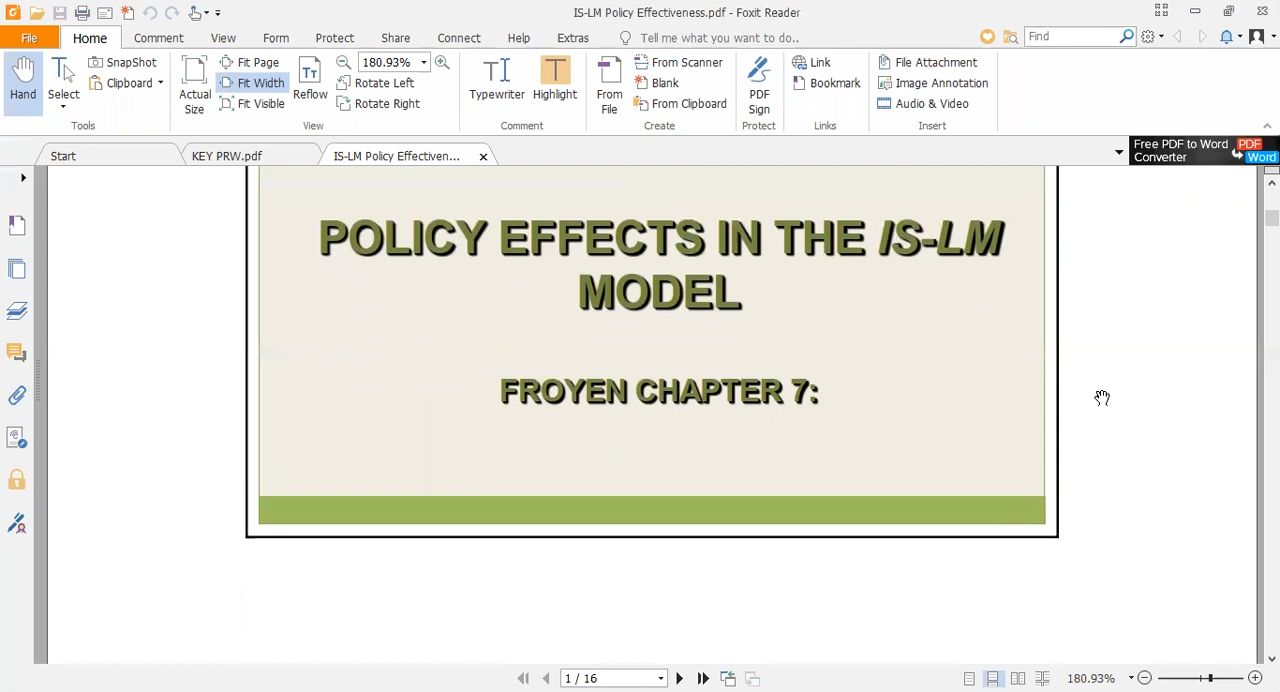 IS-LM Policy Effectiveness.pdf - Foxit Reader
File Home Comment View Form Protect Share Connect Help Extras Tell me what you want to do.. Find
Hand
Select
SnapShot
Clipboard
Tools
Actual Size
Fit Page
Fit Width
Fit Visible
Reflow
180.93%
Rotate Left
Rotate Right
View
Typewriter
Highlight
Comment
From File
From Scanner
Blank
From Clipboard
Create
PDF Sign
Protect
Link
Bookmark
Links
File Attachment
Image Annotation
Audio & Video
Insert
Start
KEY PRW.pdf
IS-LM Policy Effectiven...
Free PDF to Word
Converter
PDF
Word
POLICY EFFECTS IN THE IS-LM
MODEL
FROYEN CHAPTER 7:
1 / 16
180.93%